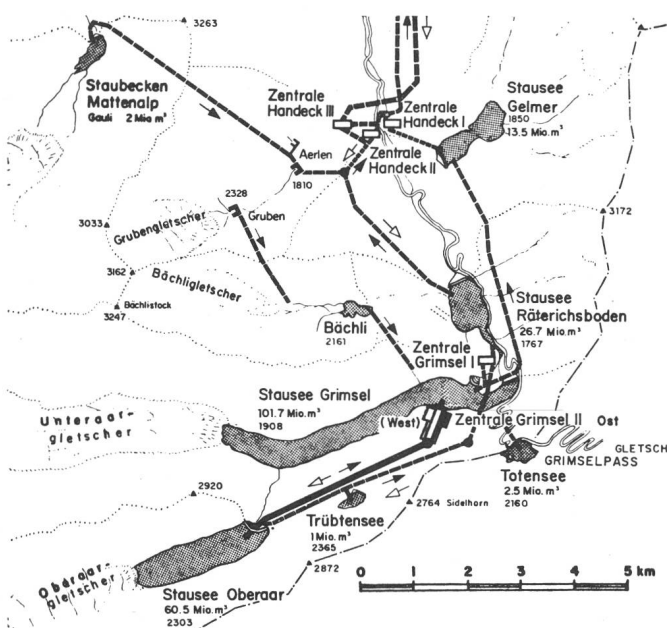 3263
Staubecken
Mattenalp
Gauli 2 Mio m³
Zentrale
Handeck III
Zentrale
Handeck I
Stausee
Gelmer
1850
13.5 Mio. m³
Zentrale
Handeck II
Aerlen
1810
2328
Gruben
Grubengletscher
3033
3172
3162
Bächligletscher
Bächlistock
3247
Bächli
2161
Stausee
Räterichsboden
26.7 Mio. m³
1767
Zentrale
Grimsel I
Stausee Grimsel
101.7 Mio. m³
1908
Unteraar-
gletscher
(West)
Zentrale Grimsel II Ost
GLETSCH
GRIMSELPASS
Totensee
2.5 Mio. m³
2160
2920
Trübtensee
1 Mio. m³
2365
2764 Sidelhorn
2872
Oberaar-
gletscher
Stausee Oberaar
60.5 Mio. m³
2303
0 1 2 3 4 5 km